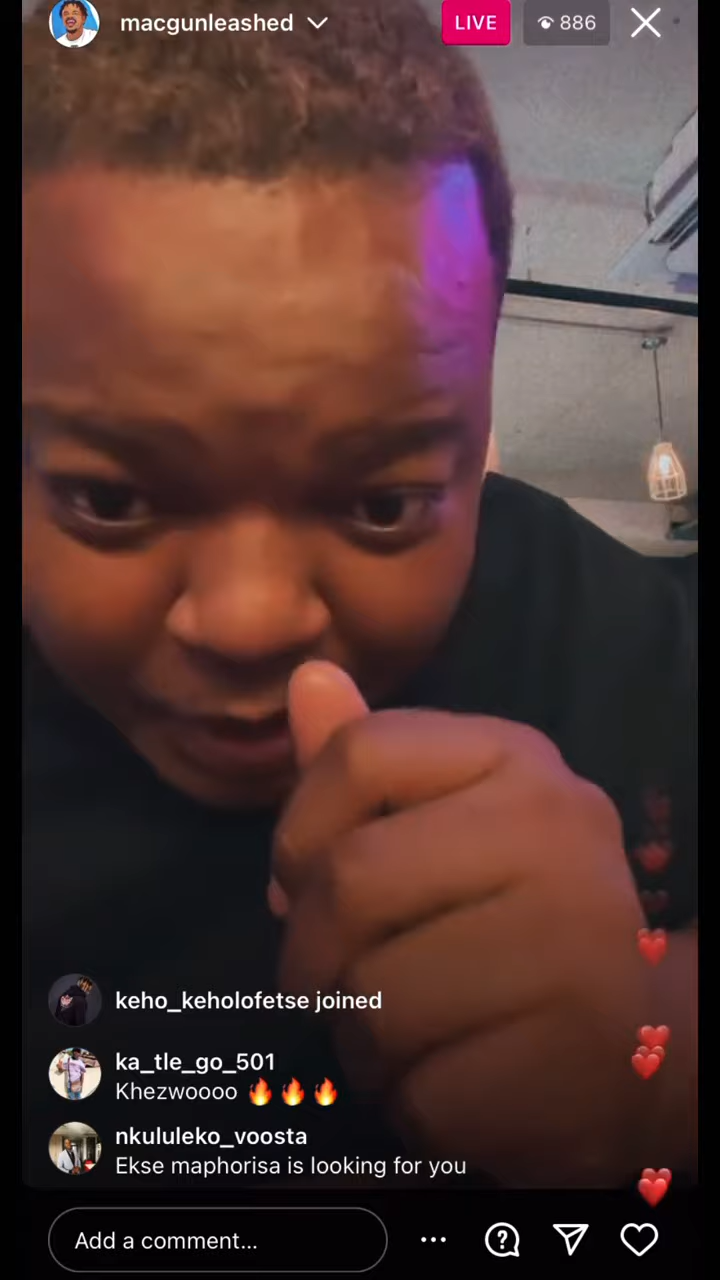 macgunleashed
LIVE
886
keho_keholofetse joined
ka_tle_go_501
Khezwoooo 🔥🔥🔥
nkululeko_voosta
Ekse maphorisa is looking for you
Add a comment...